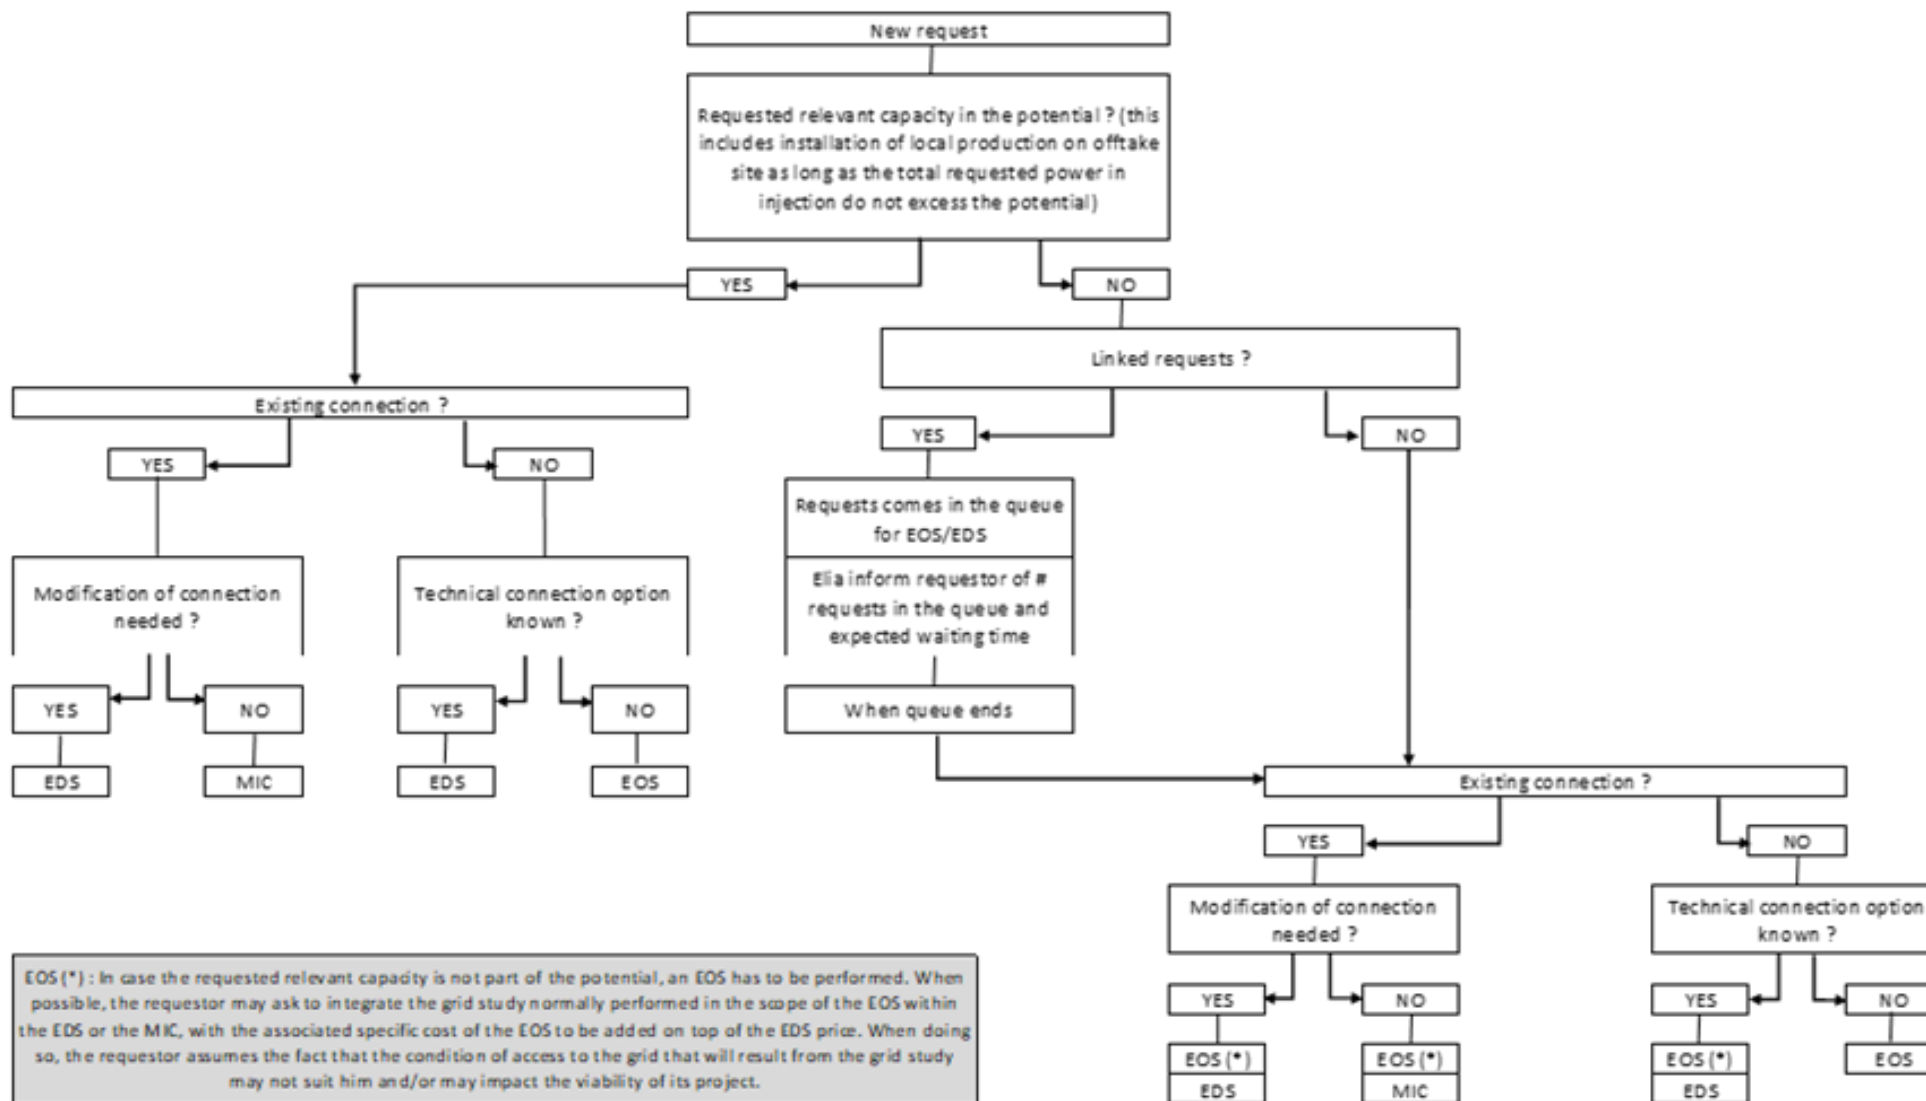 New request
Requested relevant capacity in the potential ? (this
includes installation of local production on offtake
site as long as the total requested power in
injection do not excess the potential)
YES
NO
Linked requests ?
Existing connection ?
YES
NO
YES
NO
Requests comes in the queue
for EOS/EDS
Elia inform requestor of #
requests in the queue and
expected waiting time
Modification of connection
needed ?
Technical connection option
known ?
YES
NO
YES
NO
When queue ends
EDS
MIC
EDS
EOS
Existing connection ?
YES
NO
Modification of connection
needed ?
Technical connection option
known ?
YES
NO
YES
NO
EOS (*)
EDS
EOS (*)
MIC
EOS (*)
EDS
EOS
EOS (*) : In case the requested relevant capacity is not part of the potential, an EOS has to be performed. When
possible, the requestor may ask to integrate the grid study normally performed in the scope of the EOS within
the EDS or the MIC, with the associated specific cost of the EOS to be added on top of the EDS price. When doing
so, the requestor assumes the fact that the condition of access to the grid that will result from the grid study
may not suit him and/or may impact the viability of its project.